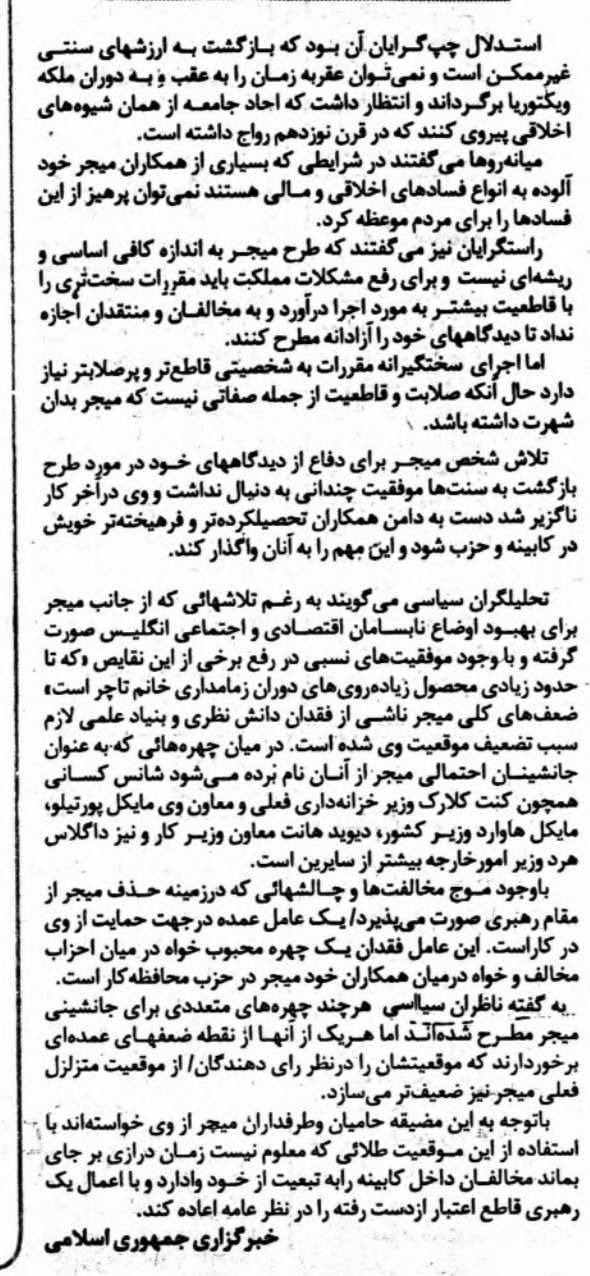 استدلال چپ‌گرایان آن بود که بازگشت به ارزشهای سنتی
غیرممکن است و نمی‌توان عقربه زمان را به عقب و به دوران ملکه
ویکتوریا برگرداند و انتظار داشت که احاد جامعه از همان شیوه‌های
اخلاقی پیروی کنند که در قرن نوزدهم رواج داشته است.
میانه‌روها می‌گفتند در شرایطی که بسیاری از همکاران میجر خود
آلوده به انواع فسادهای اخلاقی و مالی هستند نمی‌توان پرهیز از این
فسادها را برای مردم موعظه کرد.
راستگرایان نیز می‌گفتند که طرح میجر به اندازه کافی اساسی و
ریشه‌ای نیست و برای رفع مشکلات مملکت باید مقررات سخت‌تری را
با قاطعیت بیشتر به مورد اجرا درآورد و به مخالفان و منتقدان اجازه
نداد تا دیدگاههای خود را آزادانه مطرح کنند.
اما اجرای سختگیرانه مقررات به شخصیتی قاطع‌تر و پرصلابتر نیاز
دارد حال آنکه صلابت و قاطعیت از جمله صفاتی نیست که میجر بدان
شهرت داشته باشد.
تلاش شخص میجر برای دفاع از دیدگاههای خود در مورد طرح
بازگشت به سنت‌ها موفقیت چندانی به دنبال نداشت و وی درآخر کار
ناگزیر شد دست به دامن همکاران تحصیلکرده‌تر و فرهیخته‌تر خویش
در کابینه و حزب شود و این مهم را به آنان واگذار کند.
تحلیلگران سیاسی می‌گویند به رغم تلاشهائی که از جانب میجر
برای بهبود اوضاع نابسامان اقتصادی و اجتماعی انگلیس صورت
گرفته و با وجود موفقیت‌های نسبی در رفع برخی از این نقایص «که تا
حدود زیادی محصول زیاده‌روی‌های دوران زمامداری خانم تاچر است»
ضعف‌های کلی میجر ناشی از فقدان دانش نظری و بنیاد علمی لازم
سبب تضعیف موقعیت وی شده است. در میان چهره‌هائی که به عنوان
جانشینان احتمالی میجر از آنان نام برده می‌شود شانس کسانی
همچون کنت کلارک وزیر خزانه‌داری فعلی و معاون وی مایکل پورتیلو،
مایکل هاوارد وزیر کشور، دیوید هانت معاون وزیر کار و نیز داگلاس
هرد وزیر امورخارجه بیشتر از سایرین است.
باوجود موج مخالفت‌ها و چالشهائی که درزمینه حذف میجر از
مقام رهبری صورت می‌پذیرد/ یک عامل عمده درجهت حمایت از وی
در کاراست. این عامل فقدان یک چهره محبوب خواه در میان احزاب
مخالف و خواه درمیان همکاران خود میجر در حزب محافظه‌کار است.
به گفته ناظران سیااسی هرچند چهره‌های متعددی برای جانشینی
میجر مطرح شده‌اند اما هریک از آنها از نقطه ضعفهای عمده‌ای
برخوردارند که موقعیتشان را درنظر رای دهندگان/ از موقعیت متزلزل
فعلی میجر نیز ضعیف‌تر می‌سازد.
باتوجه به این مضیقه حامیان وطرفداران میجر از وی خواسته‌اند با
استفاده از این موقعیت طلائی که معلوم نیست زمان درازی بر جای
بماند مخالفان داخل کابینه رابه تبعیت از خود وادارد و با اعمال یک
رهبری قاطع اعتبار ازدست رفته را در نظر عامه اعاده کند.
خبرگزاری جمهوری اسلامی